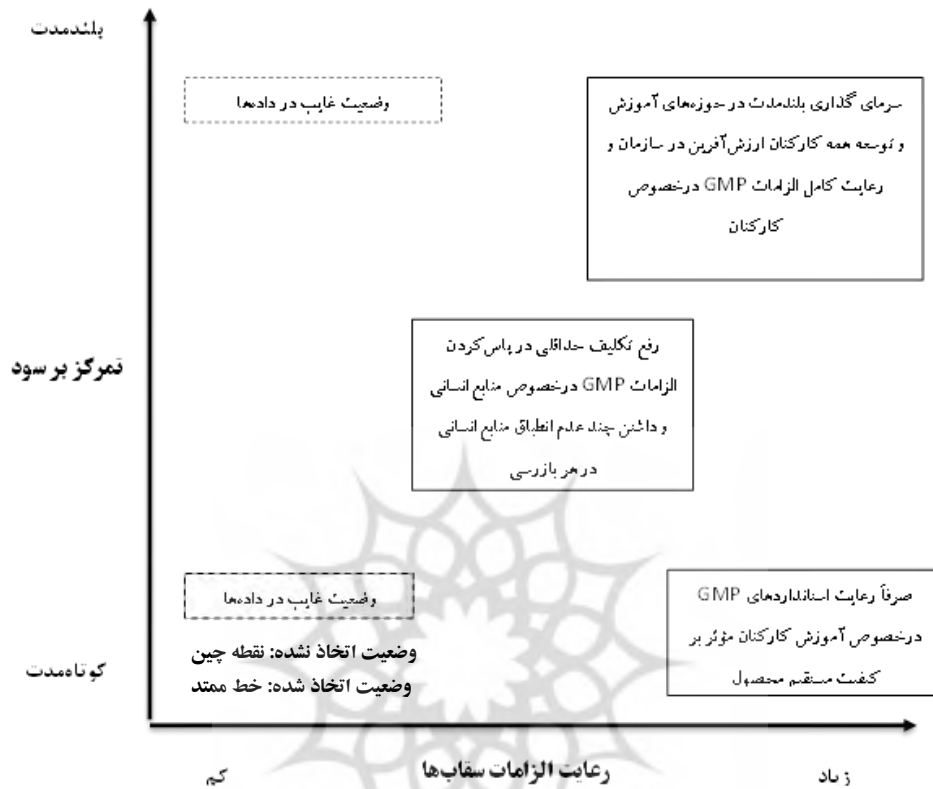 بلندمدت
وضعیت غایب در داده‌ها
سرمای گذاری بلندمدت در حوزه‌های آموزش
و توسعه همه کارکنان ارزش‌آفرین در سازمان و
رعایت کامل الزامات GMP درخصوص
کارکنان
تمرکز بر سود
رفع تکلیف حداقلی در پاس‌کردن
الزامات GMP درخصوص منابع انسانی
و داشتن چند عدم انطباق منابع انسانی
در هر بازرسی
وضعیت غایب در داده‌ها
صرفاً رعایت استانداردهای GMP
درخصوص آموزش کارکنان مؤثر بر
کیفیت مستقیم محصول
وضعیت اتخاذ نشده: نقطه چین
وضعیت اتخاذ شده: خط ممتد
کوتاه‌مدت
کم
رعایت الزامات سقاب‌ها
زیاد